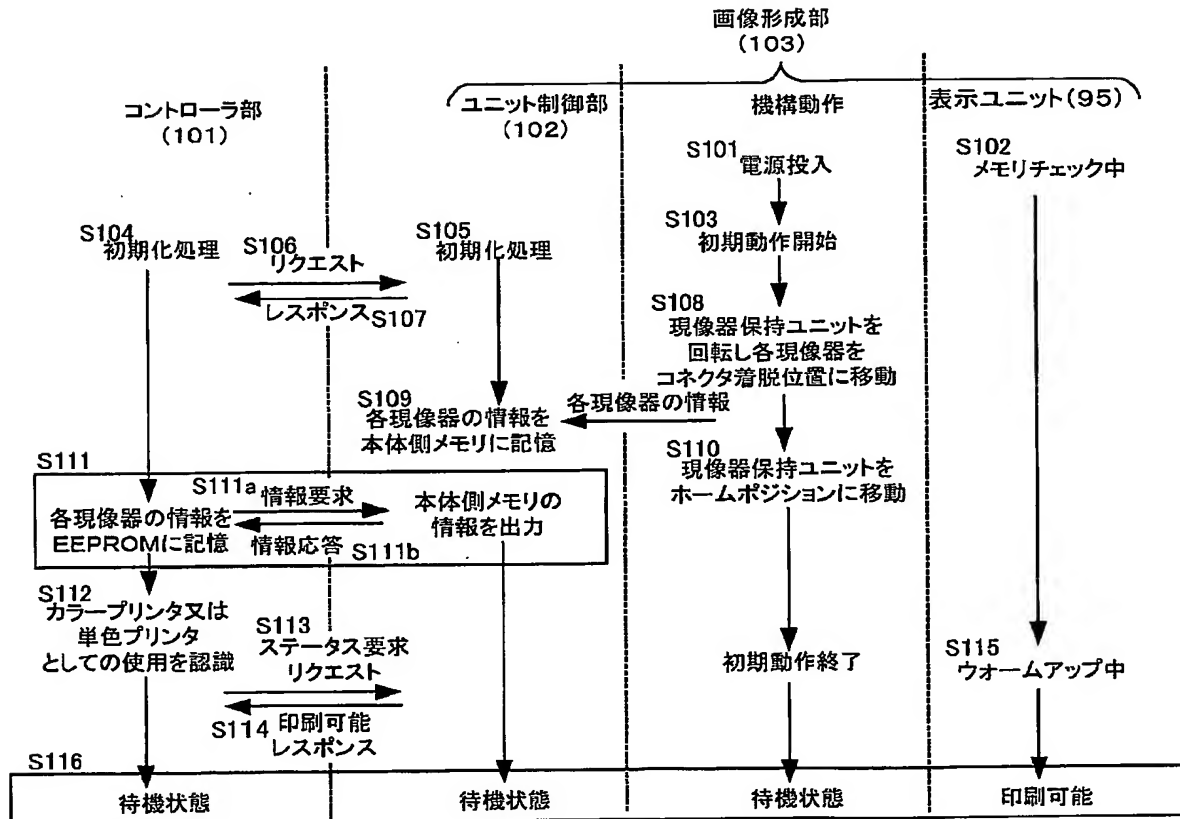 画像形成部
(103)
コントローラ部
(101)
ユニット制御部
(102)
機構動作
表示ユニット(95)
S101
電源投入
S102
メモリチェック中
S103
初期動作開始
S104
初期化処理
S106
リクエスト
レスポンス
S107
S105
初期化処理
S108
現像器保持ユニットを
回転し各現像器を
コネクタ着脱位置に移動
各現像器の情報
S109
各現像器の情報を
本体側メモリに記憶
S110
現像器保持ユニットを
ホームポジションに移動
S111
S111a
情報要求
各現像器の情報を
EEPROMに記憶
情報応答
S111b
本体側メモリの
情報を出力
S112
カラープリンタ又は
単色プリンタ
としての使用を認識
S113
ステータス要求
リクエスト
S114
印刷可能
レスポンス
初期動作終了
S115
ウォームアップ中
S116
待機状態
待機状態
待機状態
印刷可能